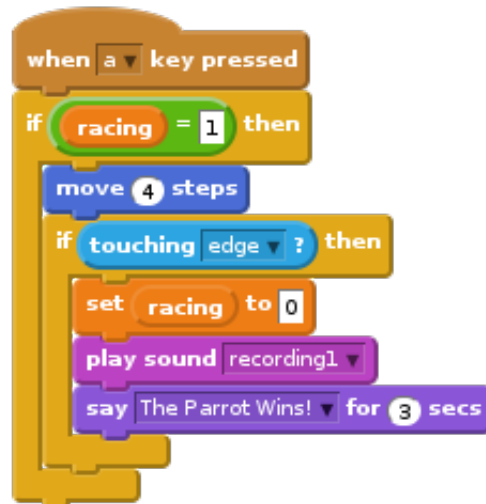 when a key pressed
if racing = 1 then
move 4 steps
if touching edge ? then
set racing to 0
play sound recording1
say The Parrot Wins! for 3 secs